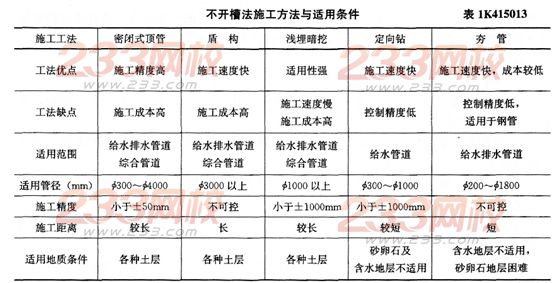 不开槽法施工方法与适用条件 表 1K415013
施工工法 密闭式顶管 盾构 浅埋暗挖 定向钻 夯管
工法优点 施工精度高 施工速度快 适用性强 施工速度快 施工速度快,成本较低
工法缺点 施工成本高 施工成本高 施工速度慢 施工成本高 控制精度低 控制精度低,适用于钢管
适用范围 给水排水管道 综合管道 给水排水管道 综合管道 给水排水管道 综合管道 给水管道 给水排水管道
适用管径(mm) ϕ300~ϕ4000 ϕ3000 以上 ϕ1000 以上 ϕ300~ϕ1000 ϕ200~ϕ1800
施工精度 小于±50mm 不可控 小于±1000mm 小于±1000mm 不可控
施工距离 较长 长 较长 较短 短
适用地质条件 各种土层 各种土层 各种土层 砂卵石及含水地层不适用 含水地层不适用,砂卵石地层困难
233网校
www.233.com